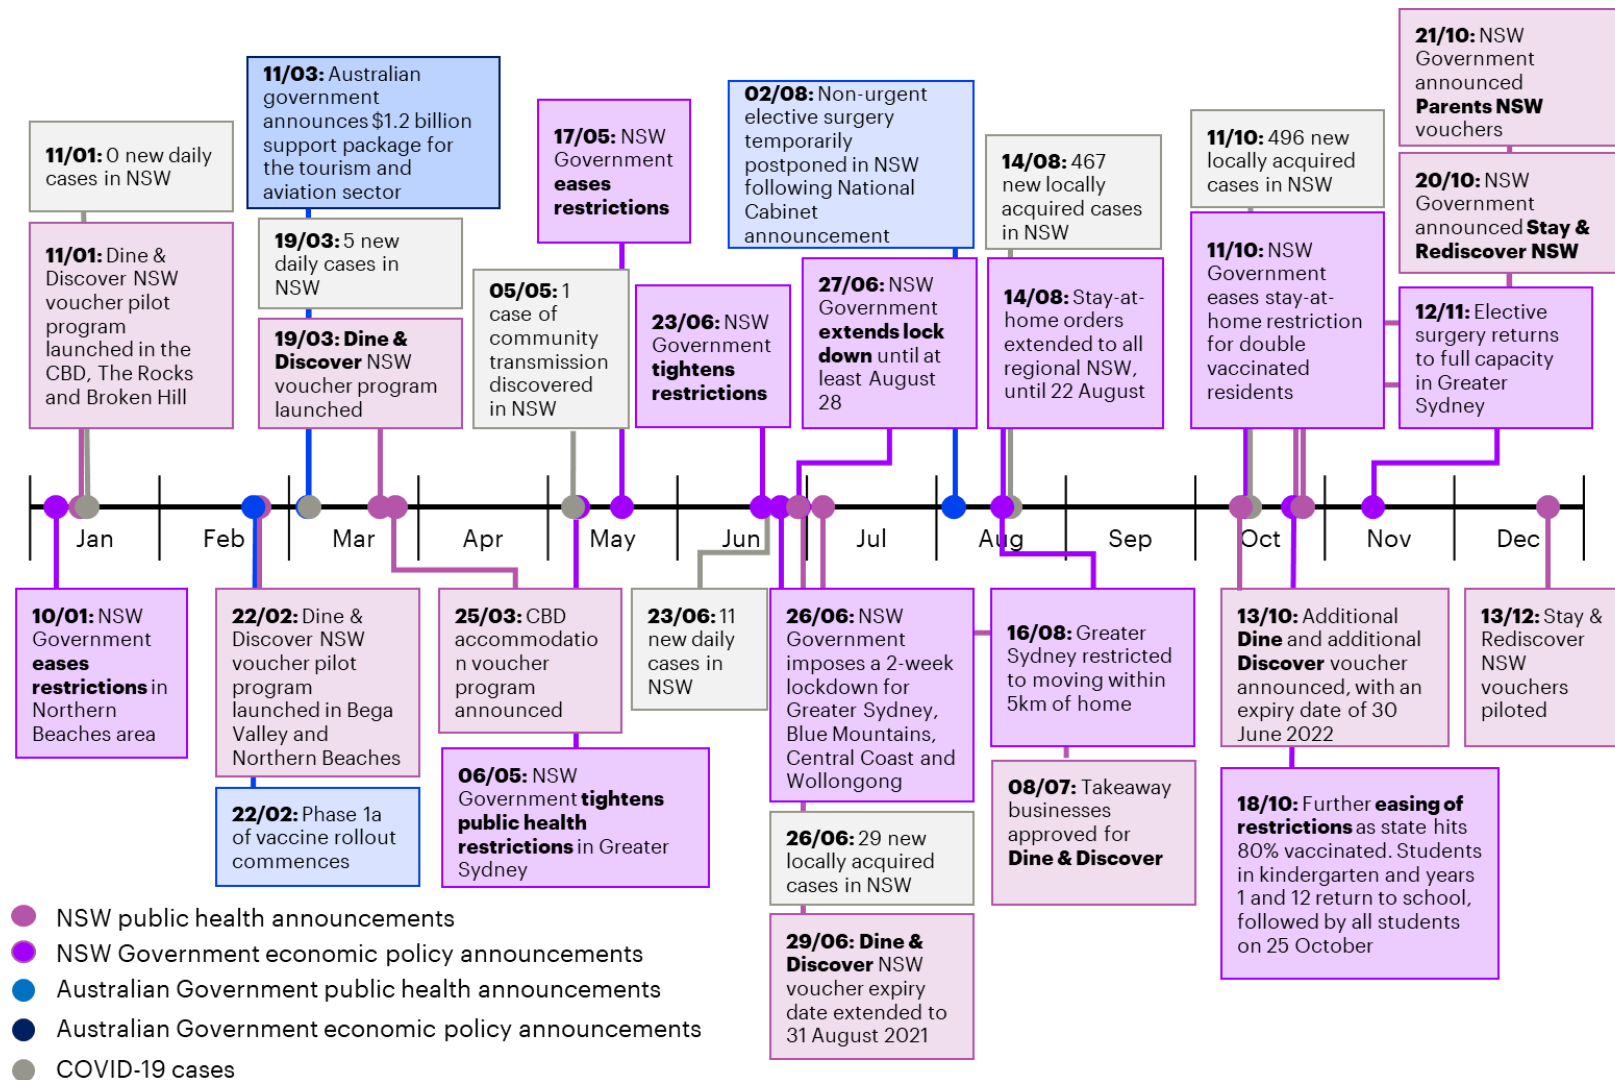 11/01: 0 new daily
cases in NSW
11/01: Dine &
Discover NSW
voucher pilot
program
launched in the
CBD, The Rocks
and Broken Hill
11/03: Australian
government
announces $1.2 billion
support package for
the tourism and
aviation sector
19/03: 5 new
daily cases in
NSW
19/03: Dine &
Discover NSW
voucher program
launched
05/05: 1
case of
community
transmission
discovered
in NSW
17/05: NSW
Government
eases
restrictions
23/06: NSW
Government
tightens
restrictions
02/08: Non-urgent
elective surgery
temporarily
postponed in NSW
following National
Cabinet
announcement
27/06: NSW
Government
extends lock
down until at
least August
28
14/08: 467
new locally
acquired cases
in NSW
14/08: Stay-at-
home orders
extended to all
regional NSW,
until 22 August
11/10: 496 new
locally acquired
cases in NSW
11/10: NSW
Government
eases stay-at-
home restriction
for double
vaccinated
residents
21/10: NSW
Government
announced
Parents NSW
vouchers
20/10: NSW
Government
announced Stay &
Rediscover NSW
12/11: Elective
surgery returns
to full capacity
in Greater
Sydney
Jan
Feb
Mar
Apr
May
Jun
Jul
Aug
Sep
Oct
Nov
Dec
10/01: NSW
Government
eases
restrictions in
Northern
Beaches area
22/02: Dine &
Discover NSW
voucher pilot
program
launched in Bega
Valley and
Northern Beaches
22/02: Phase 1a
of vaccine rollout
commences
25/03: CBD
accommodatio
n voucher
program
announced
06/05: NSW
Government tightens
public health
restrictions in Greater
Sydney
23/06: 11
new daily
cases in
NSW
26/06: NSW
Government
imposes a 2-week
lockdown for
Greater Sydney,
Blue Mountains,
Central Coast and
Wollongong
26/06: 29 new
locally acquired
cases in NSW
29/06: Dine &
Discover NSW
voucher expiry
date extended to
31 August 2021
16/08: Greater
Sydney restricted
to moving within
5km of home
08/07: Takeaway
businesses
approved for
Dine & Discover
13/10: Additional
Dine and additional
Discover voucher
announced, with an
expiry date of 30
June 2022
18/10: Further easing of
restrictions as state hits
80% vaccinated. Students
in kindergarten and years
1 and 12 return to school,
followed by all students
on 25 October
13/12: Stay &
Rediscover
NSW
vouchers
piloted
NSW public health announcements
NSW Government economic policy announcements
Australian Government public health announcements
Australian Government economic policy announcements
COVID-19 cases